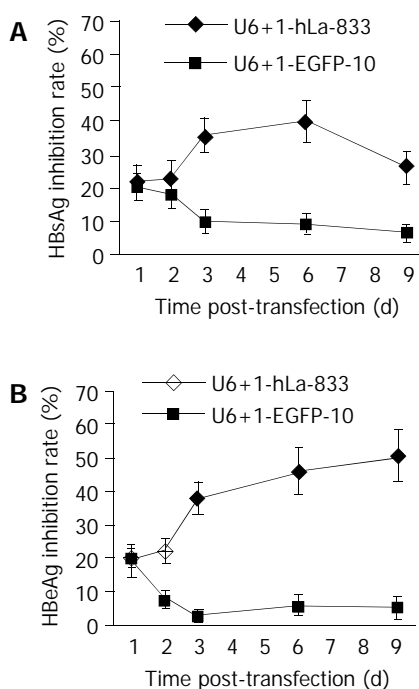 A
U6+1-hLa-833
U6+1-EGFP-10
HBsAg inhibition rate (%)
70
60
50
40
30
20
10
0
1 2 3 4 5 6 7 8 9
Time post-transfection (d)
B
U6+1-hLa-833
U6+1-EGFP-10
HBeAg inhibition rate (%)
70
60
50
40
30
20
10
0
1 2 3 4 5 6 7 8 9
Time post-transfection (d)